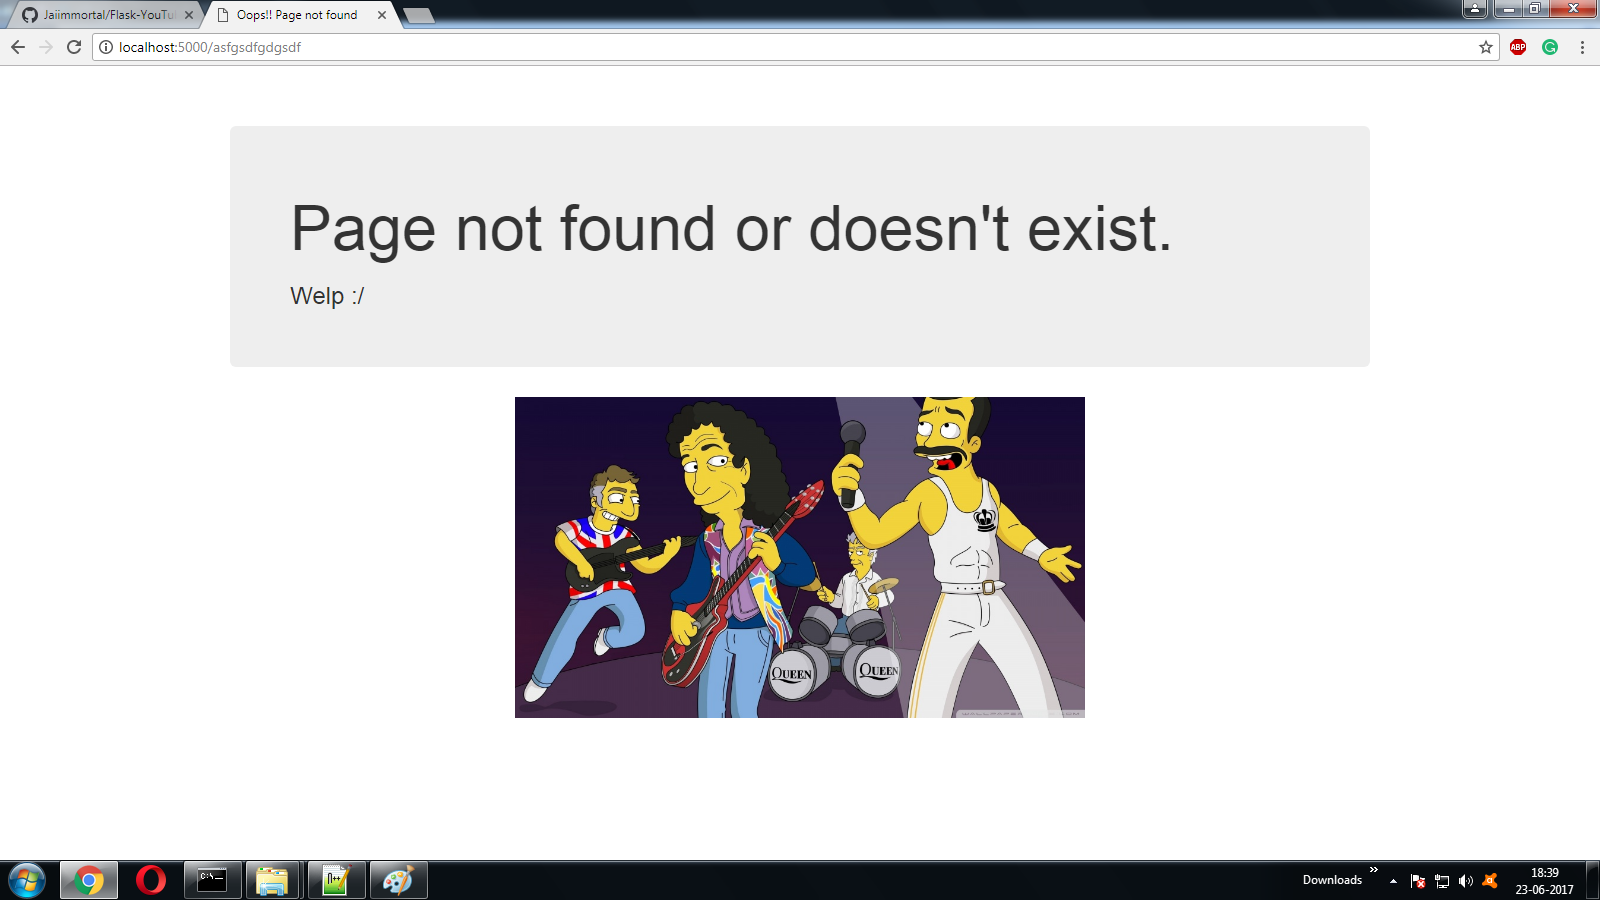 Jaiimmortal/Flask-YouTu
Oops!! Page not found
localhost:5000/asfgsdfgdgsdf
ABP
Page not found or doesn't exist.
Welp :/
QUEEN
QUEEN
C:\_
Downloads
18:39
23-06-2017